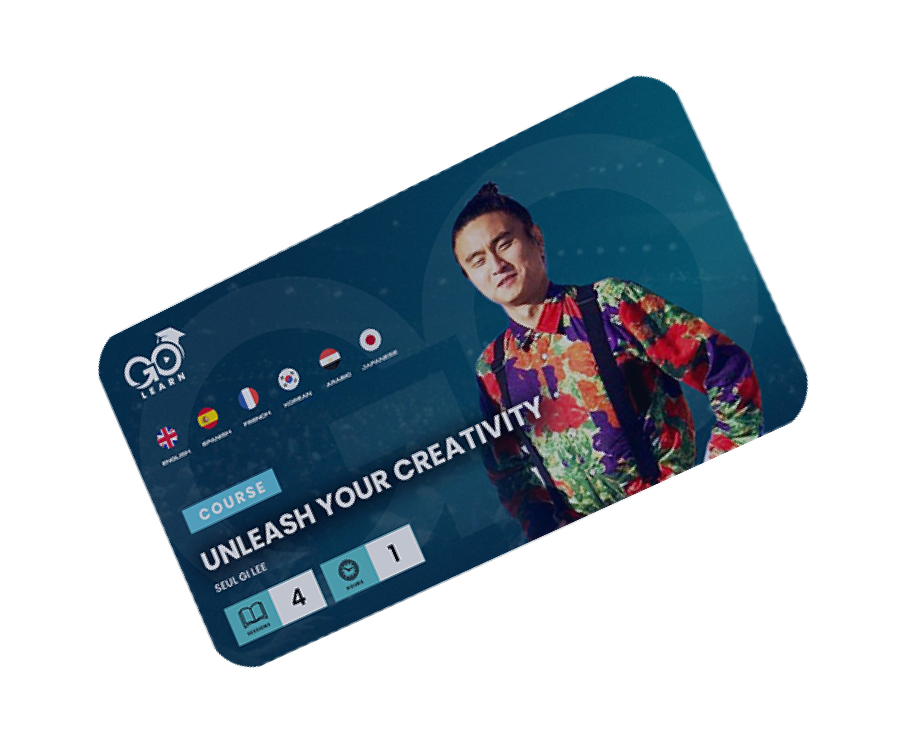 GO
LEARN
ENGLISH
SPANISH
FRENCH
KOREAN
ARABIC
JAPANESE
COURSE
UNLEASH YOUR CREATIVITY
SEUL GI LEE
SESSIONS
4
HOURS
1